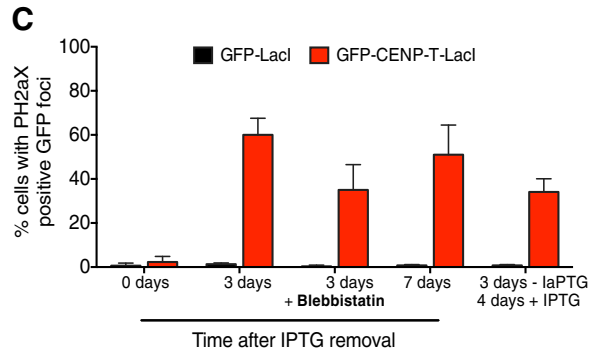 C
% cells with PH2aX
positive GFP foci
100
80
60
40
20
0
GFP-LacI
GFP-CENP-T-LacI
0 days
3 days
3 days
+ Blebbistatin
7 days
3 days - IaPTG
4 days + IPTG
Time after IPTG removal